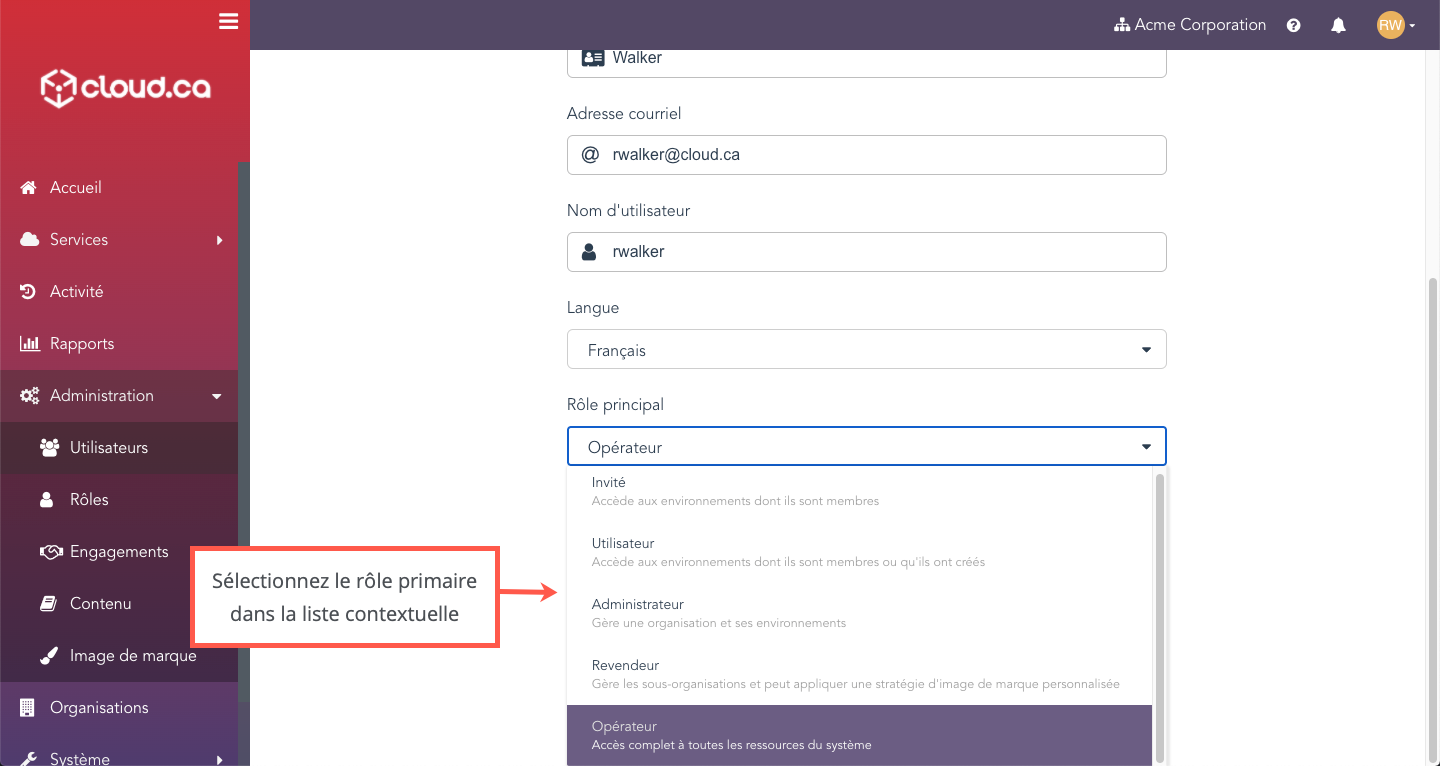 Acme Corporation
RW
cloud.ca
Accueil
Services
Activité
Rapports
Administration
Utilisateurs
Rôles
Engagements
Contenu
Image de marque
Organisations
Système
Walker
Adresse courriel
@ rwalker@cloud.ca
Nom d'utilisateur
rwalker
Langue
Français
Rôle principal
Opérateur
Invité
Accède aux environnements dont ils sont membres
Utilisateur
Accède aux environnements dont ils sont membres ou qu'ils ont créés
Administrateur
Gère une organisation et ses environnements
Revendeur
Gère les sous-organisations et peut appliquer une stratégie d'image de marque personnalisée
Opérateur
Accès complet à toutes les ressources du système
Sélectionnez le rôle primaire
dans la liste contextuelle